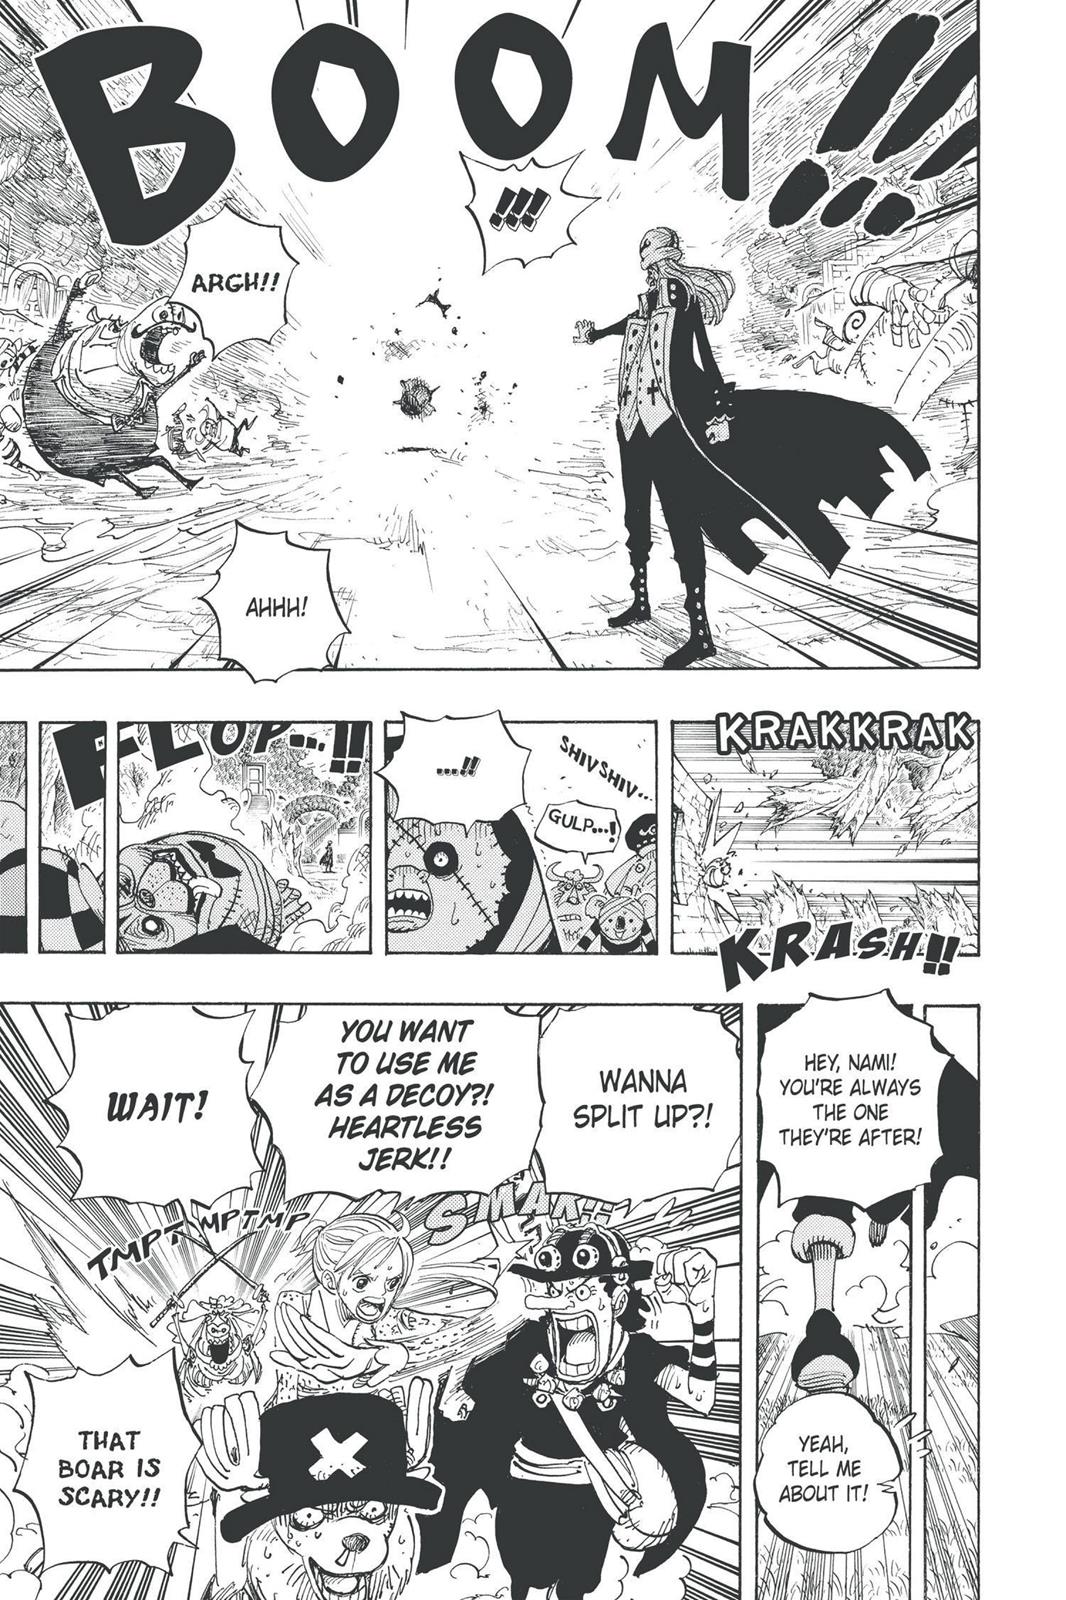 BOOM!!!
!!!
ARGH!!
AHHH!
KRAKKRAK
KRASH!!
SHIVSHIV...
GULP...!
...!!
FLOP...!!
HEY, NAMI!
YOU'RE ALWAYS
THE ONE
THEY'RE AFTER!
YEAH,
TELL ME
ABOUT IT!
WANNA
SPLIT UP?!
YOU WANT
TO USE ME
AS A DECOY?!
HEARTLESS
JERK!!
WAIT!
SMAK!!
TMPTMPTMP
THAT
BOAR IS
SCARY!!